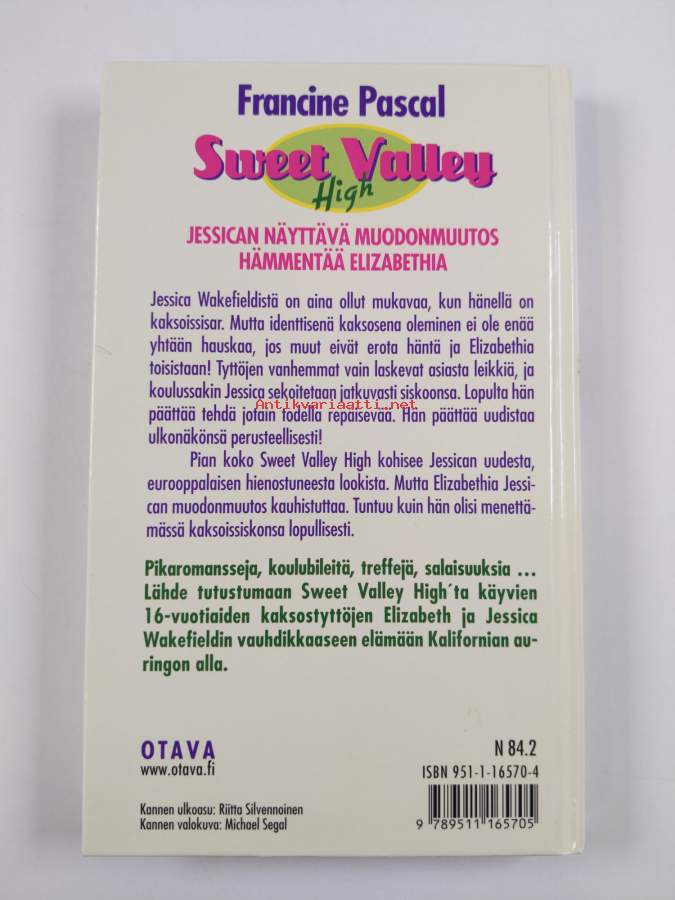 Francine Pascal
Sweet Valley
High
JESSICAN NÄYTTÄVÄ MUODONMUUTOS
HÄMMENTÄÄ ELIZABETHIA
Jessica Wakefieldistä on aina ollut mukavaa, kun hänellä on
kaksoissisar. Mutta identtisenä kaksosena oleminen ei ole enää
yhtään hauskaa, jos muut eivät erota häntä ja Elizabethia
toisistaan! Tyttöjen vanhemmat vain laskevat asiasta leikkiä, ja
koulussakin Jessica sekoitetaan jatkuvasti siskoonsa. Lopulta hän
päättää tehdä jotain todella repäisevää. Hän päättää uudistaa
Antikvariaatti.net
ulkonäkönsä perusteellisesti!
Pian koko Sweet Valley High kohisee Jessican uudesta,
eurooppalaisen hienostuneesta lookista. Mutta Elizabethia Jessi-
can muodonmuutos kauhistuttaa. Tuntuu kuin hän olisi menettä-
mässä kaksoissiskonsa lopullisesti.
Pikaromansseja, koulubileitä, treffejä, salaisuuksia ...
Lähde tutustumaan Sweet Valley High´ta käyvien
16-vuotiaiden kaksostyttöjen Elizabeth ja Jessica
Wakefieldin vauhdikkaaseen elämään Kalifornian au-
ringon alla.
OTAVA
www.otava.fi
N 84.2
ISBN 951-1-16570-4
Kannen ulkoasu: Riitta Silvennoinen
Kannen valokuva: Michael Segal
9 789511 165705